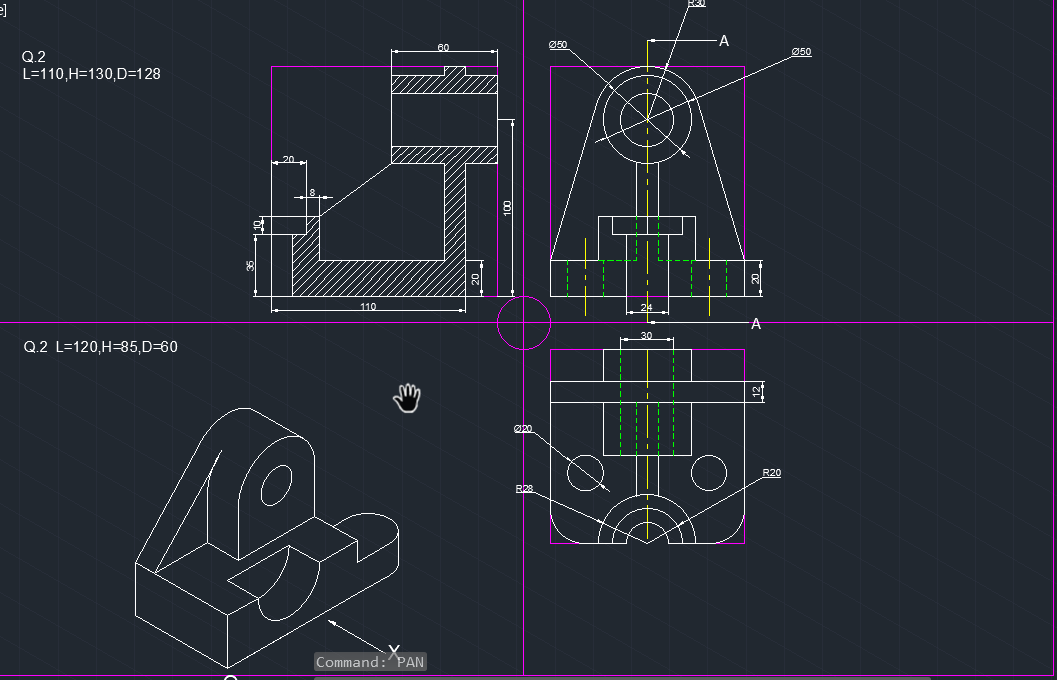 e]
R30
Q.2
L=110,H=130,D=128
60
Ø50
A
Ø50
20
8
10
35
100
20
110
20
24
A
Q.2 L=120,H=85,D=60
30
12
Ø20
R28
R20
X
Command: PAN